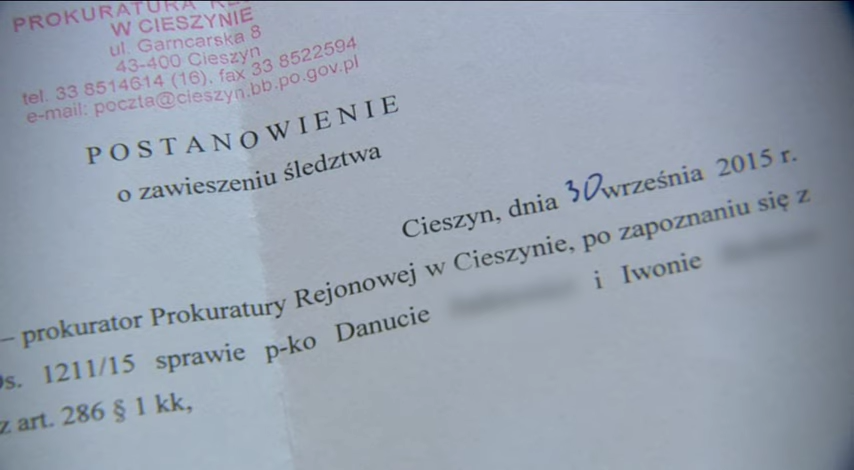 PROKURATURA
W CIESZYNIE
ul. Garncarska 8
43-400 Cieszyn
tel. 33 8514614 (16), fax 33 8522594
e-mail: poczta@cieszyn.bb.po.gov.pl
POSTANOWIENIE
o zawieszeniu śledztwa
Cieszyn, dnia 30 września 2015 r.
– prokurator Prokuratury Rejonowej w Cieszynie, po zapoznaniu się z
Ds. 1211/15 sprawie p-ko Danucie i Iwonie
z art. 286 § 1 kk,